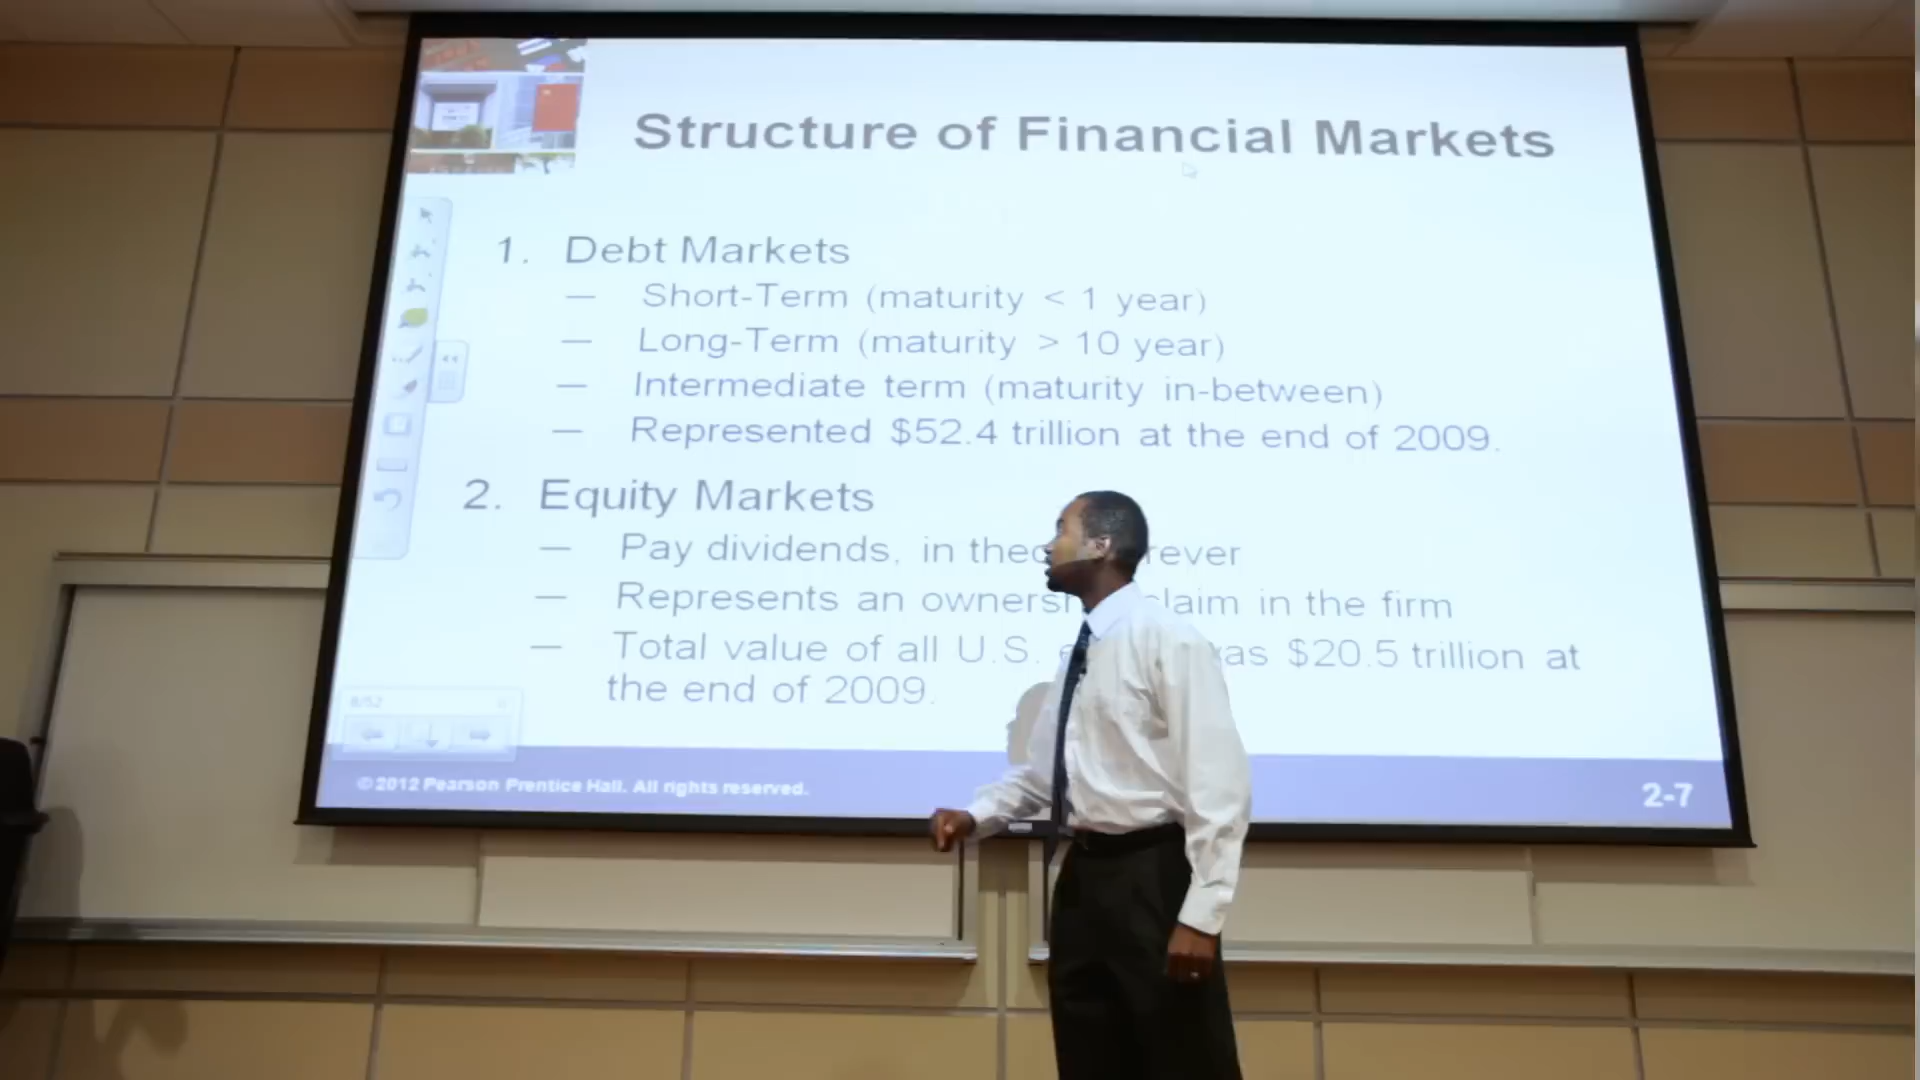 Structure of Financial Markets
1. Debt Markets
— Short-Term (maturity < 1 year)
— Long-Term (maturity > 10 year)
— Intermediate term (maturity in-between)
— Represented $52.4 trillion at the end of 2009.
2. Equity Markets
— Pay dividends, in rever
— Represents an laim in the firm
— Total value of all U.S. as $20.5 trillion at
the end of 2009.
8/52
© 2012 Pearson Prentice Hall. All rights reserved.
2-7